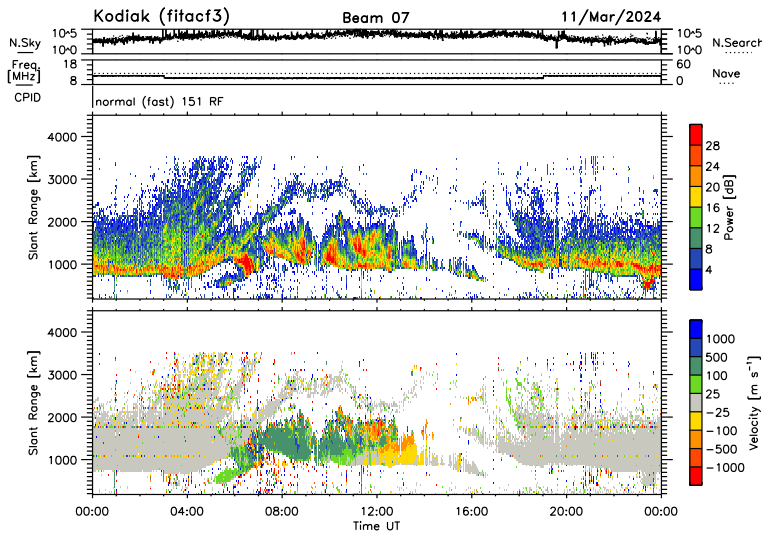 Kodiak (fitacf3) Beam 07 11/Mar/2024
N.Sky 10+5 10+0 10+5 10+0 N.Search
Freq. [MHz] 18 8 60 0 Nave
CPID normal (fast) 151 RF
Slant Range [km] 4000 3000 2000 1000
28 24 20 16 12 8 4 Power [dB]
Slant Range [km] 4000 3000 2000 1000
1000 500 100 25 −25 −100 −500 −1000 Velocity [m s−1]
00:00 04:00 08:00 12:00 16:00 20:00 00:00
Time UT